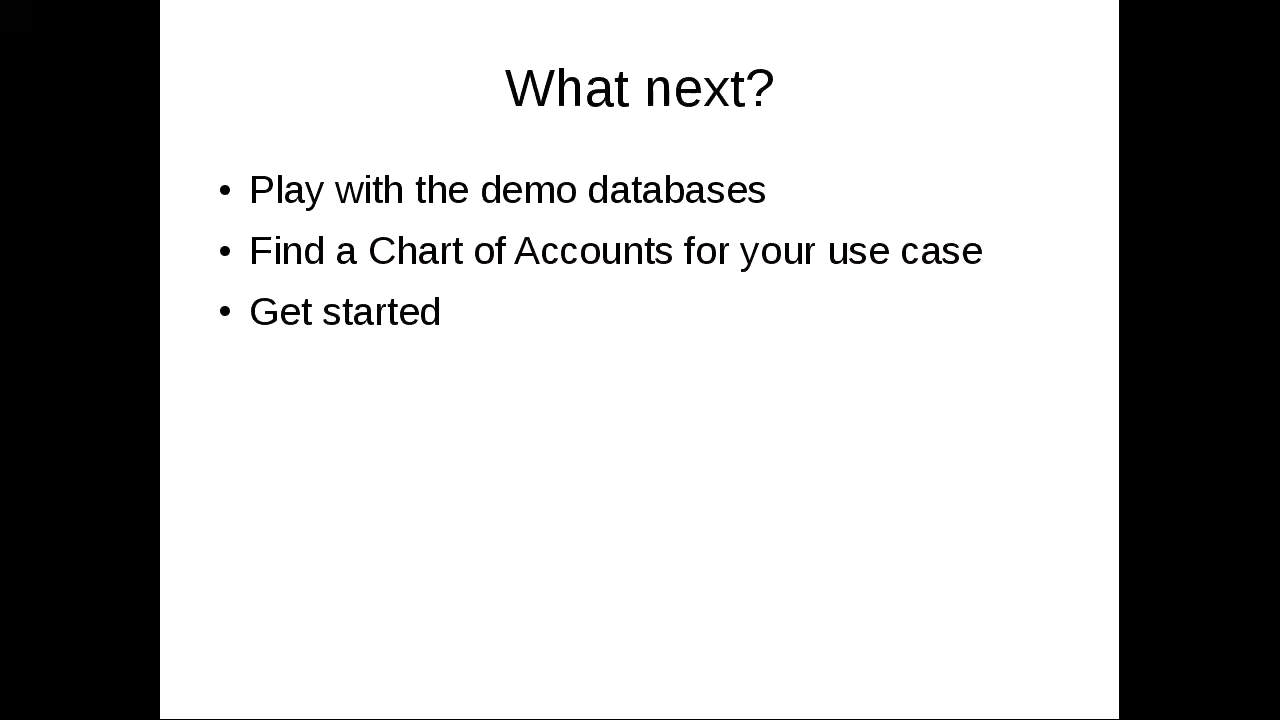 What next?
• Play with the demo databases
• Find a Chart of Accounts for your use case
• Get started